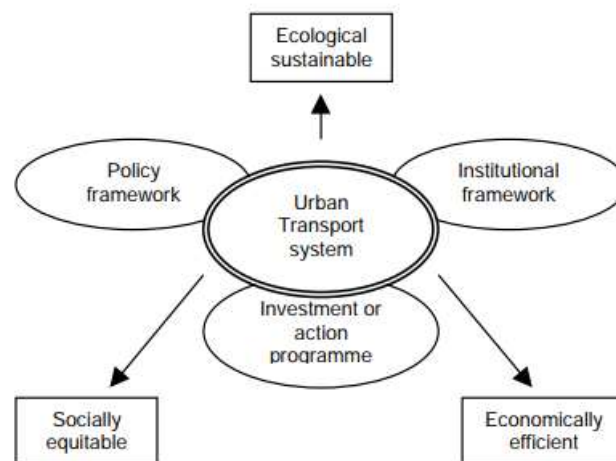 Ecological
sustainable
Policy
framework
Institutional
framework
Urban
Transport
system
Investment or
action
programme
Socially
equitable
Economically
efficient